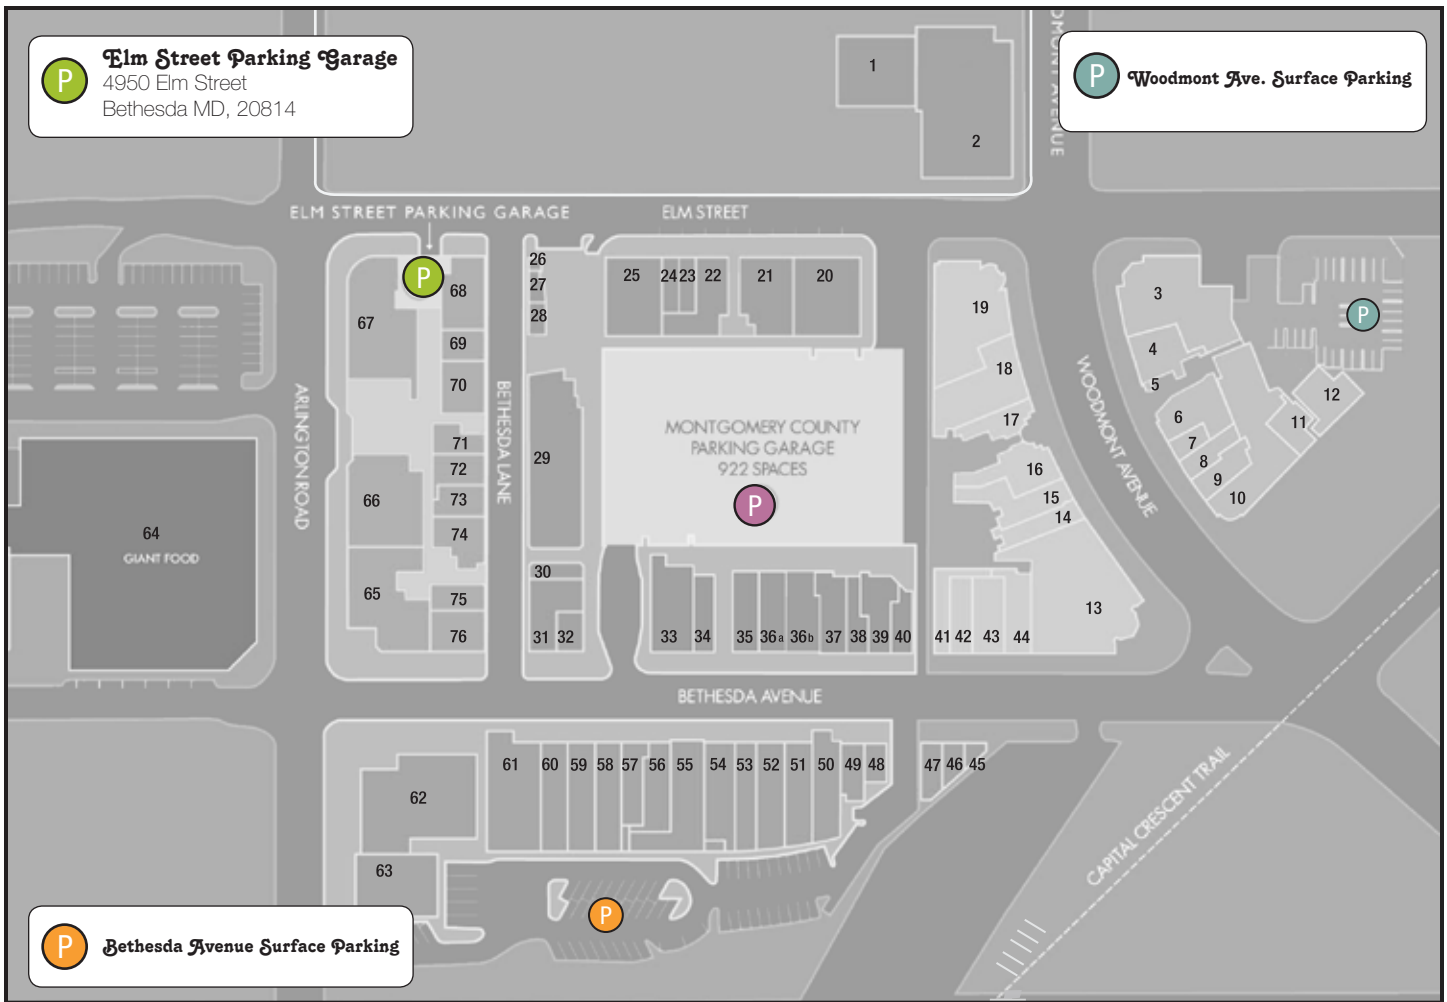 P
Elm Street Parking Garage
4950 Elm Street
Bethesda MD, 20814
P
Woodmont Ave. Surface Parking
DMONT AVENUE
1
2
ELM STREET PARKING GARAGE
ELM STREET
P
67
68
69
70
71
72
73
74
75
76
66
65
ARLINGTON ROAD
BETHESDA LANE
26
27
28
29
30
31
32
25
24
23
22
21
20
MONTGOMERY COUNTY
PARKING GARAGE
922 SPACES
P
33
34
35
36a
36b
37
38
39
40
19
18
17
16
15
14
13
41
42
43
44
WOODMONT AVENUE
3
4
5
6
7
8
9
10
11
12
P
64
GIANT FOOD
BETHESDA AVENUE
61
60
59
58
57
56
55
54
53
52
51
50
49
48
47
46
45
62
63
CAPITAL CRESCENT TRAIL
P
P
Bethesda Avenue Surface Parking